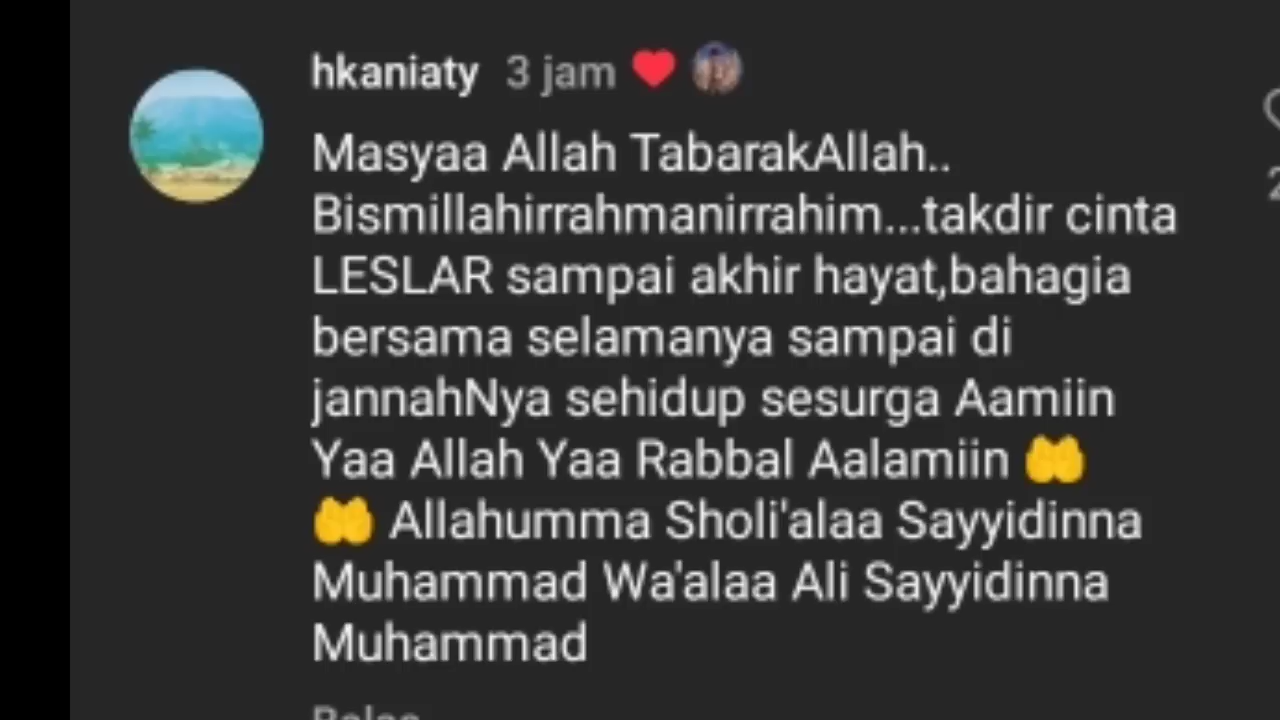 hkaniaty 3 jam ❤️
Masyaa Allah TabarakAllah..
Bismillahirrahmanirrahim...takdir cinta
LESLAR sampai akhir hayat,bahagia
bersama selamanya sampai di
jannahNya sehidup sesurga Aamiin
Yaa Allah Yaa Rabbal Aalamiin 🤲
🤲 Allahumma Sholi'alaa Sayyidinna
Muhammad Wa'alaa Ali Sayyidinna
Muhammad